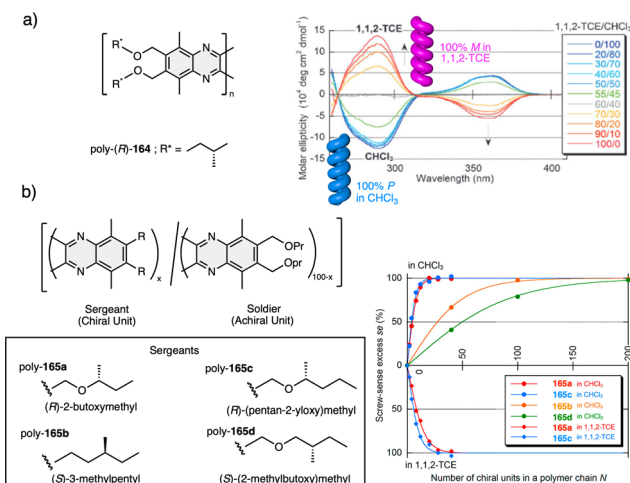 a)
R*
O
N
O
R*
N
n
poly-(R)-164 ; R* =
1,1,2-TCE
100% M in
1,1,2-TCE
1,1,2-TCE/CHCl3
0/100
20/80
30/70
40/60
50/50
55/45
60/40
70/30
80/20
90/10
100/0
CHCl3
100% P
in CHCl3
Molar ellipticity (10⁴ deg cm² dmol⁻¹)
15
10
5
0
-5
-10
-15
300
350
400
Wavelength (nm)
b)
N
R
N
R
x
N
OPr
N
Opr
100-x
Sergeant
(Chiral Unit)
Soldier
(Achiral Unit)
Sergeants
poly-165a
O
(R)-2-butoxymethyl
poly-165c
O
(R)-(pentan-2-yloxy)methyl
poly-165b
(S)-3-methylpentyl
poly-165d
O
(S)-(2-methylbutoxy)methyl
in CHCl3
Screw-sense excess se (%)
100
50
0
50
100
0
50
100
150
200
165a in CHCl3
165c in CHCl3
165b in CHCl3
165d in CHCl3
165a in 1,1,2-TCE
165c in 1,1,2-TCE
in 1,1,2-TCE
Number of chiral units in a polymer chain N